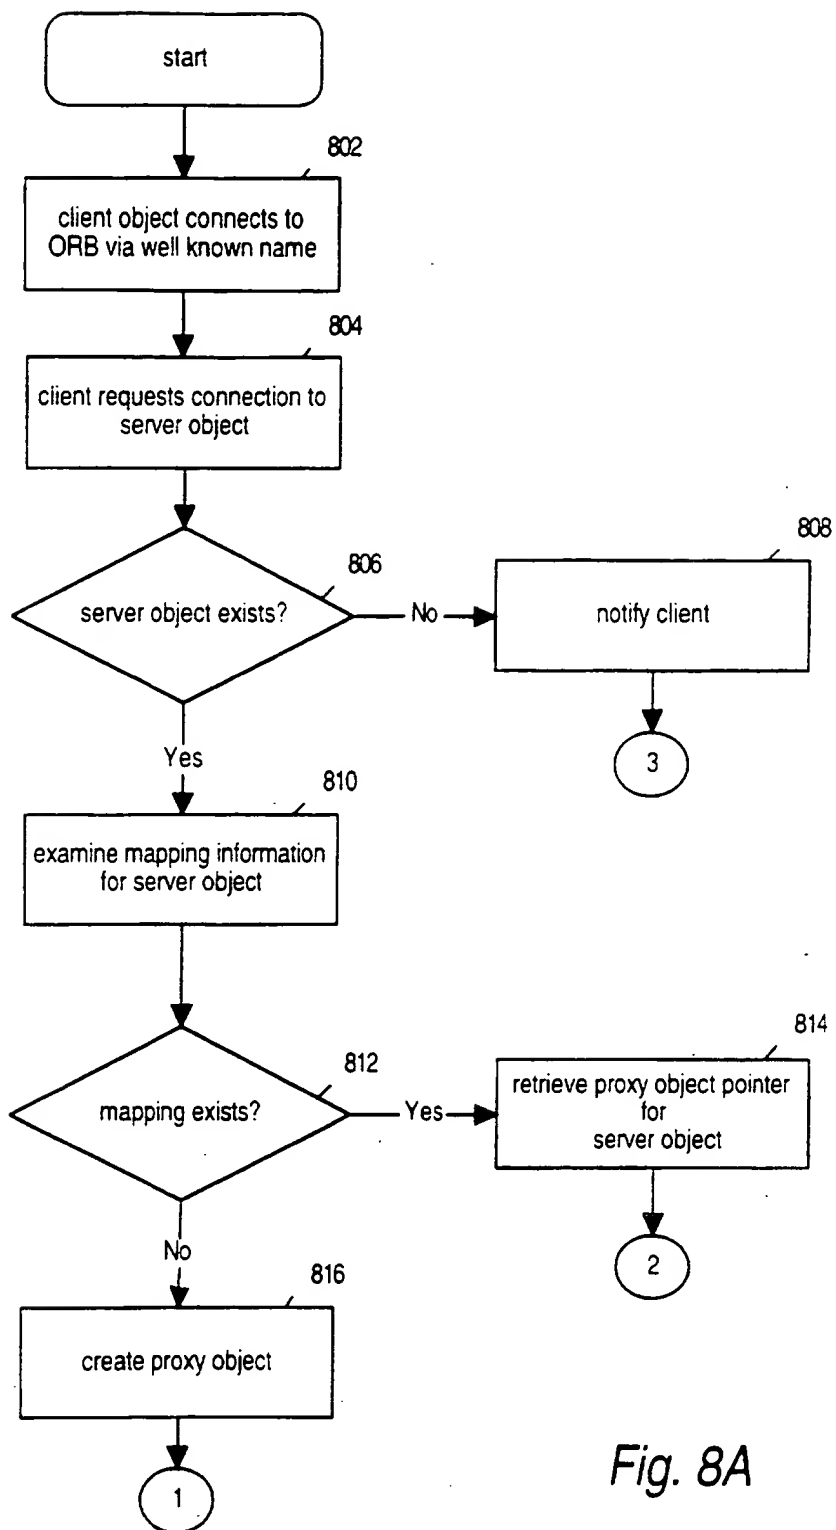 start
802
client object connects to
ORB via well known name
804
client requests connection to
server object
806
server object exists?
No
808
notify client
3
Yes
810
examine mapping information
for server object
812
mapping exists?
Yes
814
retrieve proxy object pointer
for
server object
2
No
816
create proxy object
1
Fig. 8A